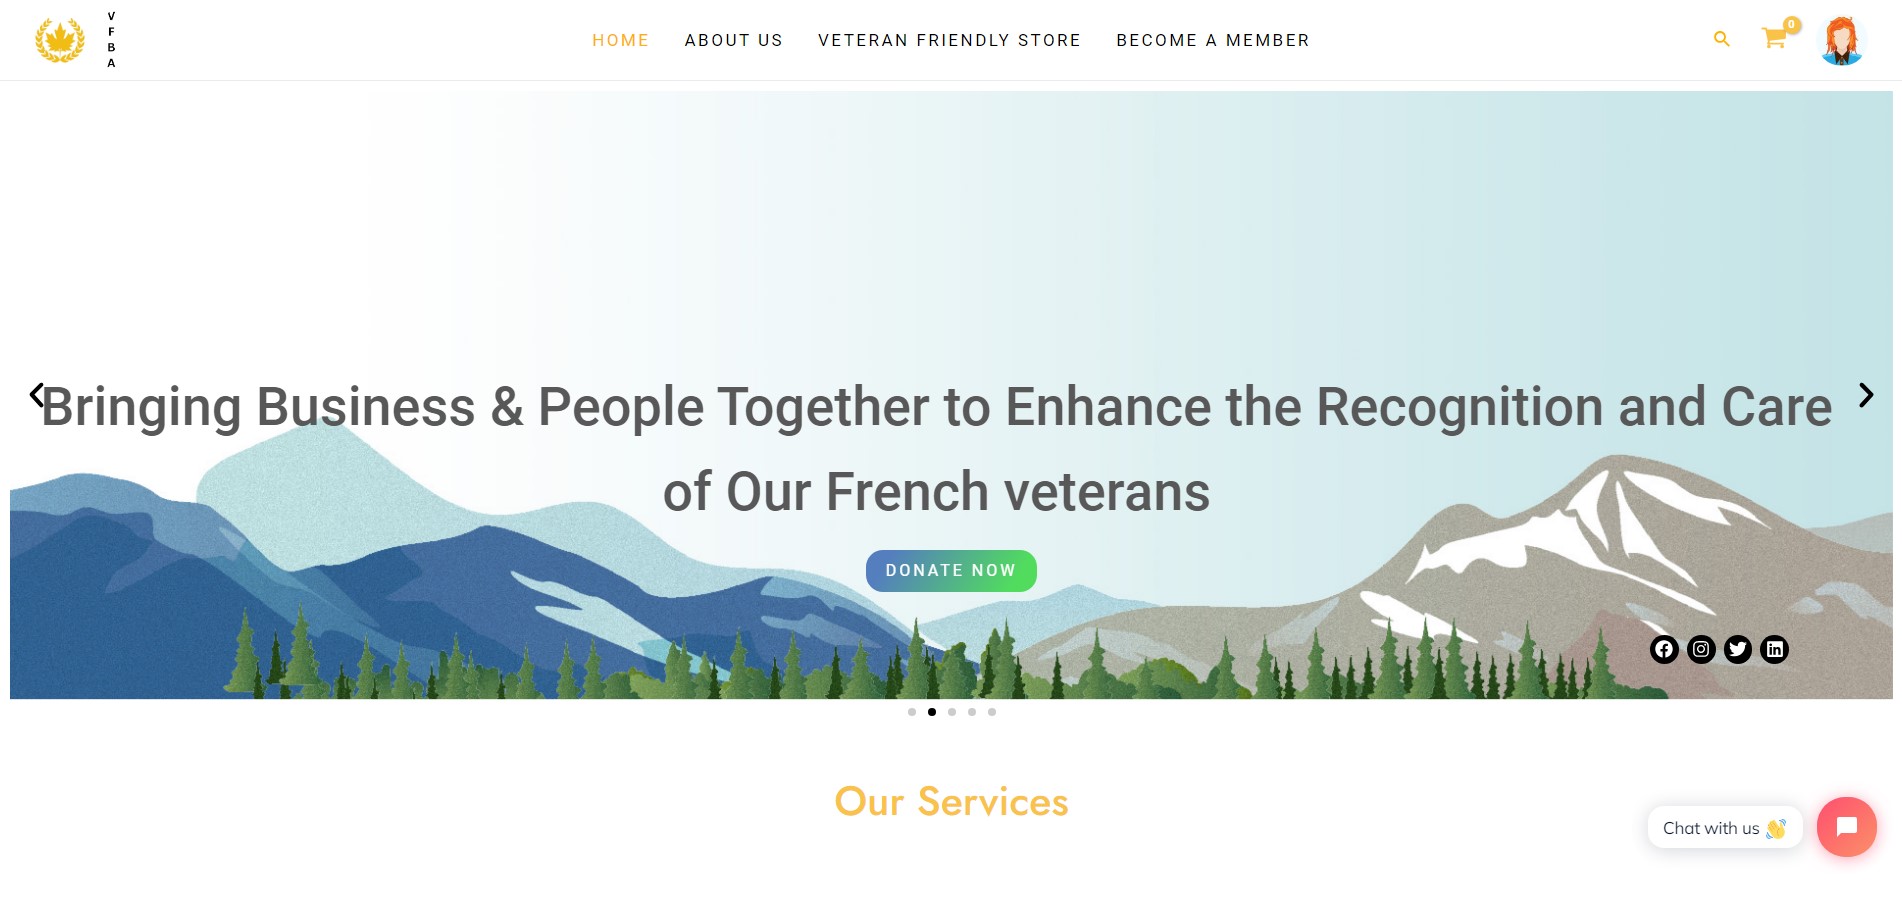 V
F
B
A
HOME
ABOUT US
VETERAN FRIENDLY STORE
BECOME A MEMBER
0
Bringing Business & People Together to Enhance the Recognition and Care
of Our French veterans
DONATE NOW
Our Services
Chat with us 👋